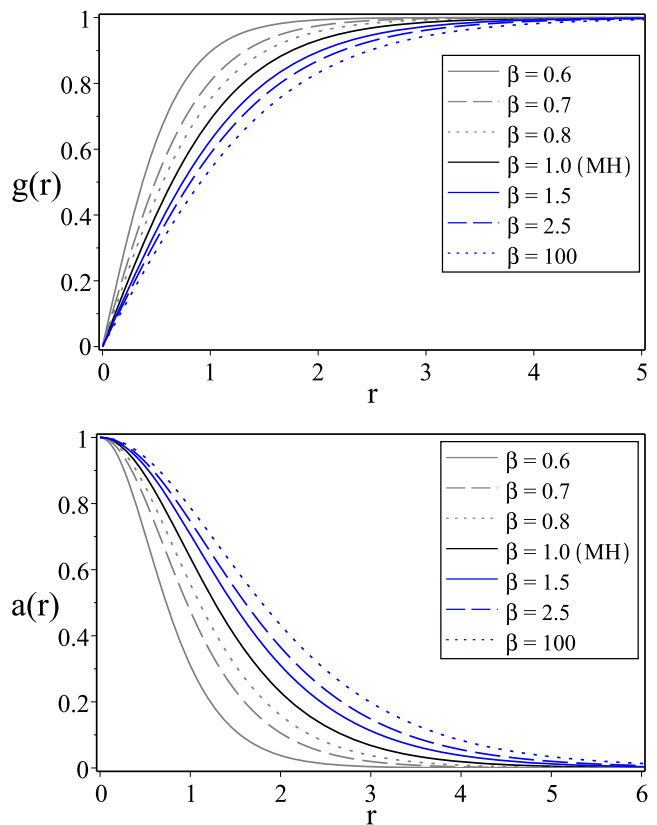 1
0.8
0.6
g(r)
0.4
0.2
0
0 1 2 3 4 5
r
β = 0.6
β = 0.7
β = 0.8
β = 1.0 (MH)
β = 1.5
β = 2.5
β = 100
1
0.8
0.6
a(r)
0.4
0.2
0
0 1 2 3 4 5 6
r
β = 0.6
β = 0.7
β = 0.8
β = 1.0 (MH)
β = 1.5
β = 2.5
β = 100